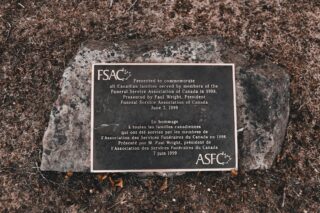 FSAC
Presented to commemorate
all Canadian families served by members of the
Funeral Service Association of Canada in 1998.
Presented by Paul Wright, President
Funeral Service Association of Canada
June 7, 1999
En hommage
à toutes les familles canadiennes
qui ont été servies par les membres de
l'Association des Services Funéraires du Canada en 1998.
Présenté par M. Paul Wright, président de
l'Association des Services Funéraires du Canada
7 juin 1999
ASFC